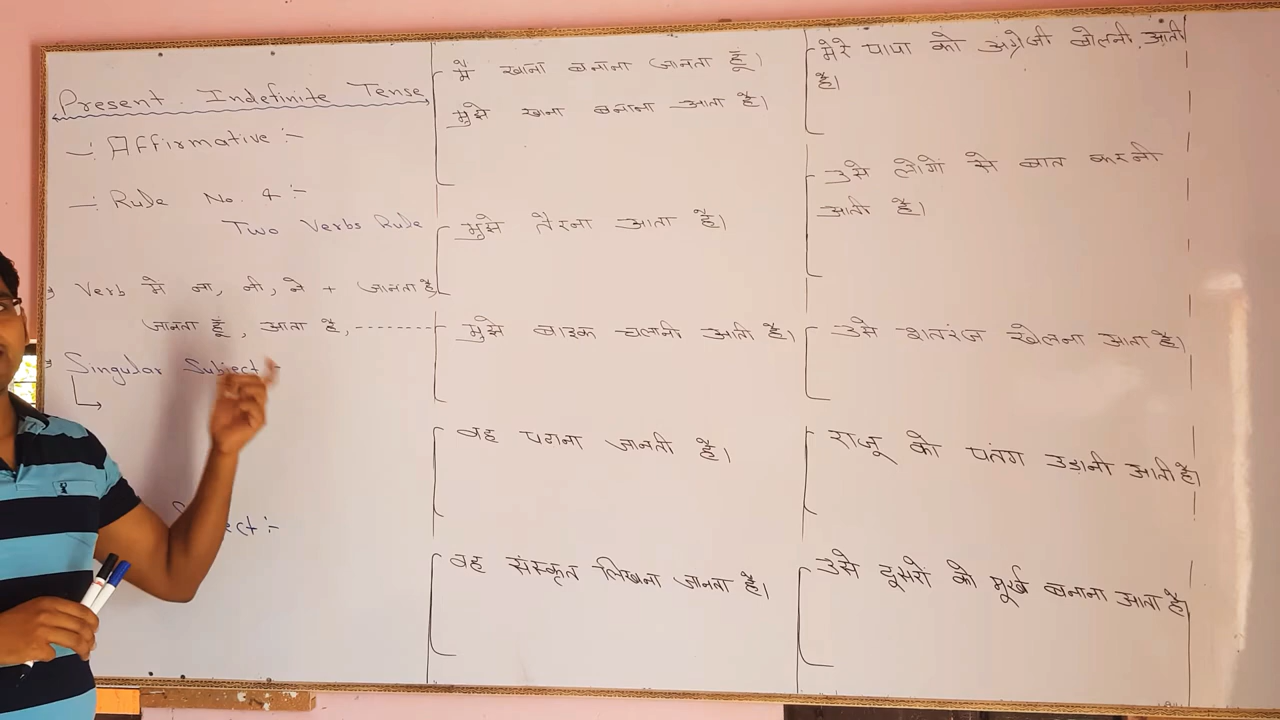 Present Indefinite Tense
—: Affirmative :-
—: Rule No. 4 :-
Two Verbs Rule
Verb में ना, नी, ने + जानता है
जानता हूँ, आता है, --------
Singular Subject :-
ect :-
मैं खाना बनाना जानता हूँ।
मुझे खाना बनाना आता है।
मुझे तैरना आता है।
मुझे बाइक चलानी आती है।
वह पढाना जानती है।
वह संस्कृत लिखना जानता है।
मेरे पापा को अंग्रेजी बोलनी आती
है।
उसे लोगों से बात करनी
आती है।
उसे शतरंज खेलना आता है।
राजू को पतंग उडानी आती है।
उसे दूसरों को मूर्ख बनाना आता है